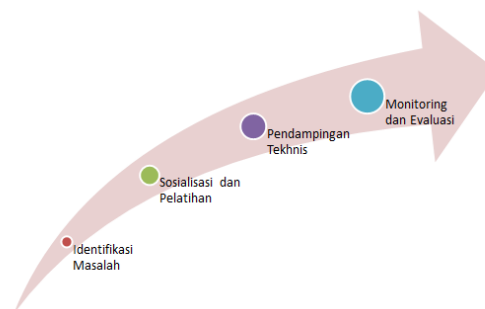 Identifikasi
Masalah
Sosialisasi dan
Pelatihan
Pendampingan
Tekhnis
Monitoring
dan Evaluasi